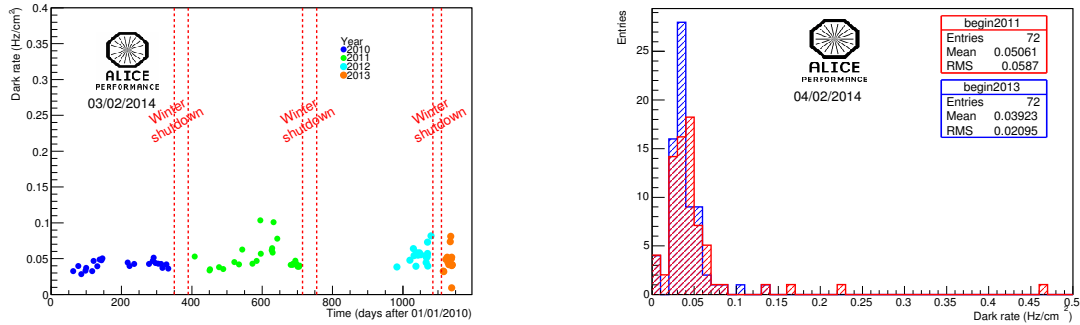 Dark rate (Hz/cm²)
0.4
0.35
0.3
0.25
0.2
0.15
0.1
0.05
0
0 200 400 600 800 1000
Time (days after 01/01/2010)
ALICE
PERFORMANCE
03/02/2014
Year
2010
2011
2012
2013
Winter
shutdown
Winter
shutdown
Winter
shutdown
Entries
25
20
15
10
5
0
0 0.05 0.1 0.15 0.2 0.25 0.3 0.35 0.4 0.45 0.5
Dark rate (Hz/cm²)
ALICE
PERFORMANCE
04/02/2014
begin2011
Entries 72
Mean 0.05061
RMS 0.0587
begin2013
Entries 72
Mean 0.03923
RMS 0.02095